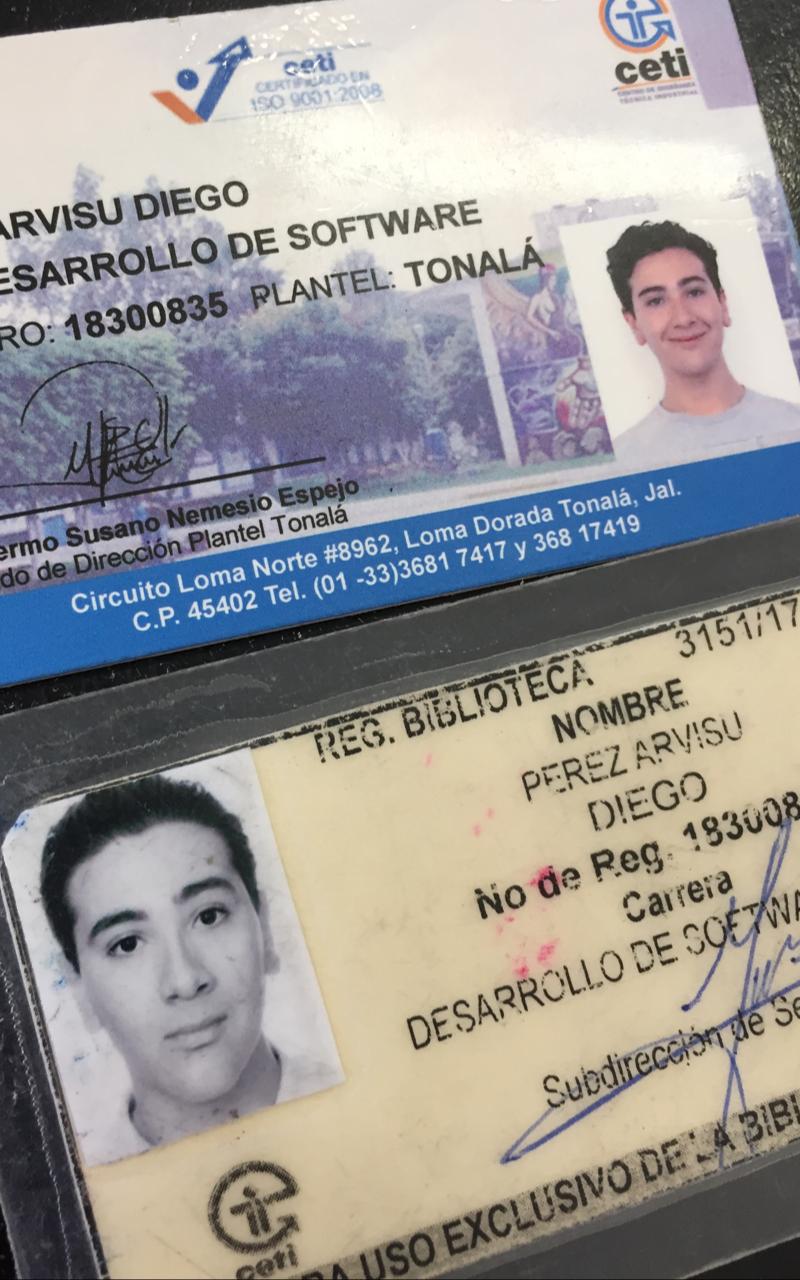 ceti
CERTIFICADO EN
ISO 9001:2008
ceti
CENTRO DE ENSEÑANZA
TÉCNICA INDUSTRIAL
ARVISU DIEGO
ESARROLLO DE SOFTWARE
RO: 18300835 PLANTEL: TONALÁ
ermo Susano Nemesio Espejo
do de Dirección Plantel Tonalá
Circuito Loma Norte #8962, Loma Dorada Tonalá, Jal.
C.P. 45402 Tel. (01 -33)3681 7417 y 368 17419
3151/17
REG. BIBLIOTECA
NOMBRE
PEREZ ARVISU
DIEGO
No de Reg. 183008
Carrera
DESARROLLO DE SOFTWA
Subdirección de Se
RA USO EXCLUSIVO DE LA BIBL
ceti